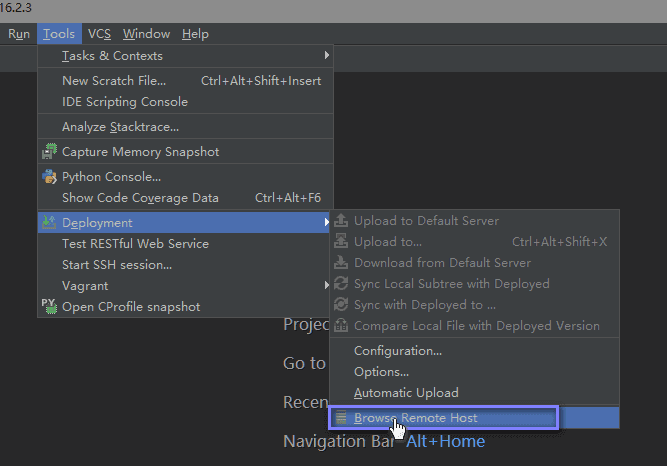 16.2.3
Run Tools VCS Window Help
Tasks & Contexts
New Scratch File... Ctrl+Alt+Shift+Insert
IDE Scripting Console
Analyze Stacktrace...
Capture Memory Snapshot
Python Console...
Show Code Coverage Data Ctrl+Alt+F6
Deployment
Test RESTful Web Service
Start SSH session...
Vagrant
PY Open CProfile snapshot
Upload to Default Server
Upload to... Ctrl+Alt+Shift+X
Download from Default Server
Sync Local Subtree with Deployed
Sync with Deployed to ...
Compare Local File with Deployed Version
Configuration...
Options...
Automatic Upload
Browse Remote Host
Projec
Go to
Recen
Navigation Bar Alt+Home